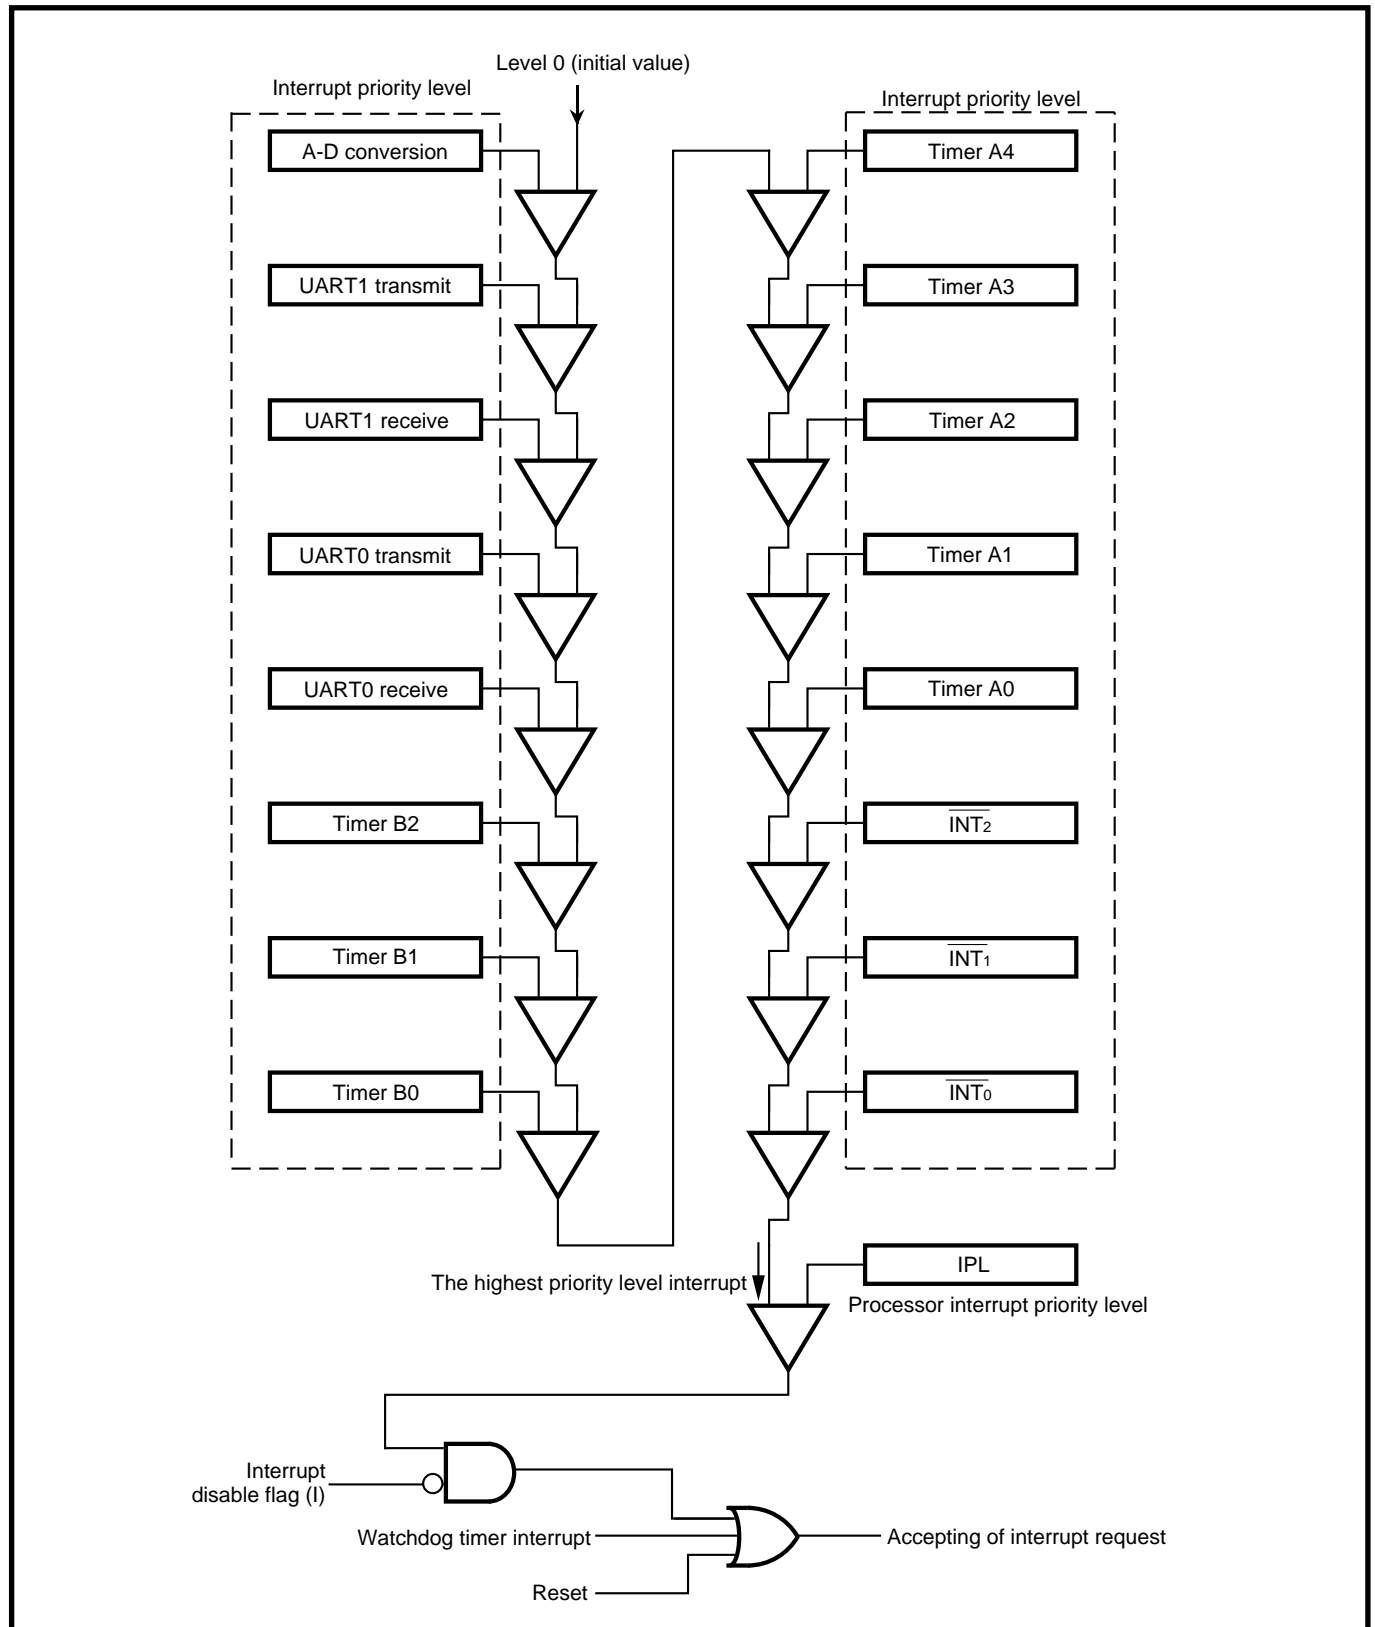 Level 0 (initial value)
Interrupt priority level
Interrupt priority level
A-D conversion
Timer A4
UART1 transmit
Timer A3
UART1 receive
Timer A2
UART0 transmit
Timer A1
UART0 receive
Timer A0
Timer B2
INT2
Timer B1
INT1
Timer B0
INT0
IPL
The highest priority level interrupt
Processor interrupt priority level
Interrupt
disable flag (I)
Watchdog timer interrupt
Accepting of interrupt request
Reset